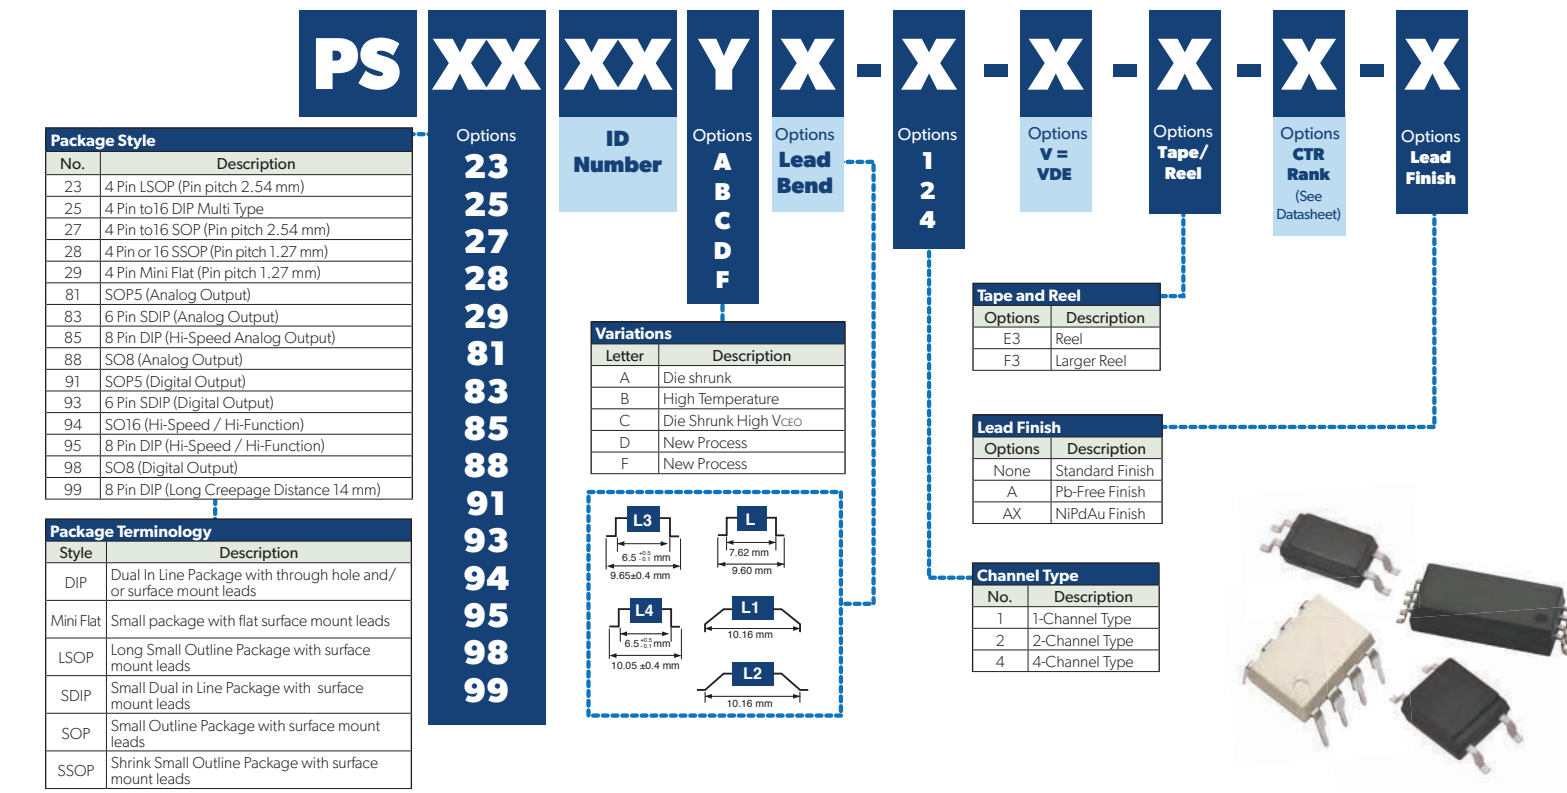 PS XX XX Y X - X - X - X - X - X
Package Style
No. Description
23 4 Pin LSOP (Pin pitch 2.54 mm)
25 4 Pin to16 DIP Multi Type
27 4 Pin to16 SOP (Pin pitch 2.54 mm)
28 4 Pin or 16 SSOP (Pin pitch 1.27 mm)
29 4 Pin Mini Flat (Pin pitch 1.27 mm)
81 SOP5 (Analog Output)
83 6 Pin SDIP (Analog Output)
85 8 Pin DIP (Hi-Speed Analog Output)
88 SO8 (Analog Output)
91 SOP5 (Digital Output)
93 6 Pin SDIP (Digital Output)
94 SO16 (Hi-Speed / Hi-Function)
95 8 Pin DIP (Hi-Speed / Hi-Function)
98 SO8 (Digital Output)
99 8 Pin DIP (Long Creepage Distance 14 mm)
Package Terminology
Style Description
DIP Dual In Line Package with through hole and/
or surface mount leads
Mini Flat Small package with flat surface mount leads
LSOP Long Small Outline Package with surface
mount leads
SDIP Small Dual in Line Package with surface
mount leads
SOP Small Outline Package with surface mount
leads
SSOP Shrink Small Outline Package with surface
mount leads
Options
23
25
27
28
29
81
83
85
88
91
93
94
95
98
99
ID
Number
Options
A
B
C
D
F
Options
Lead
Bend
Options
1
2
4
Options
V =
VDE
Options
Tape/
Reel
Options
CTR
Rank
(See
Datasheet)
Options
Lead
Finish
Variations
Letter Description
A Die shrunk
B High Temperature
C Die Shrunk High VCEO
D New Process
F New Process
L3
6.5 +0.5 -0.1 mm
9.65±0.4 mm
L
7.62 mm
9.60 mm
L4
6.5 +0.5 -0.1 mm
10.05 ±0.4 mm
L1
10.16 mm
L2
10.16 mm
Tape and Reel
Options Description
E3 Reel
F3 Larger Reel
Lead Finish
Options Description
None Standard Finish
A Pb-Free Finish
AX NiPdAu Finish
Channel Type
No. Description
1 1-Channel Type
2 2-Channel Type
4 4-Channel Type